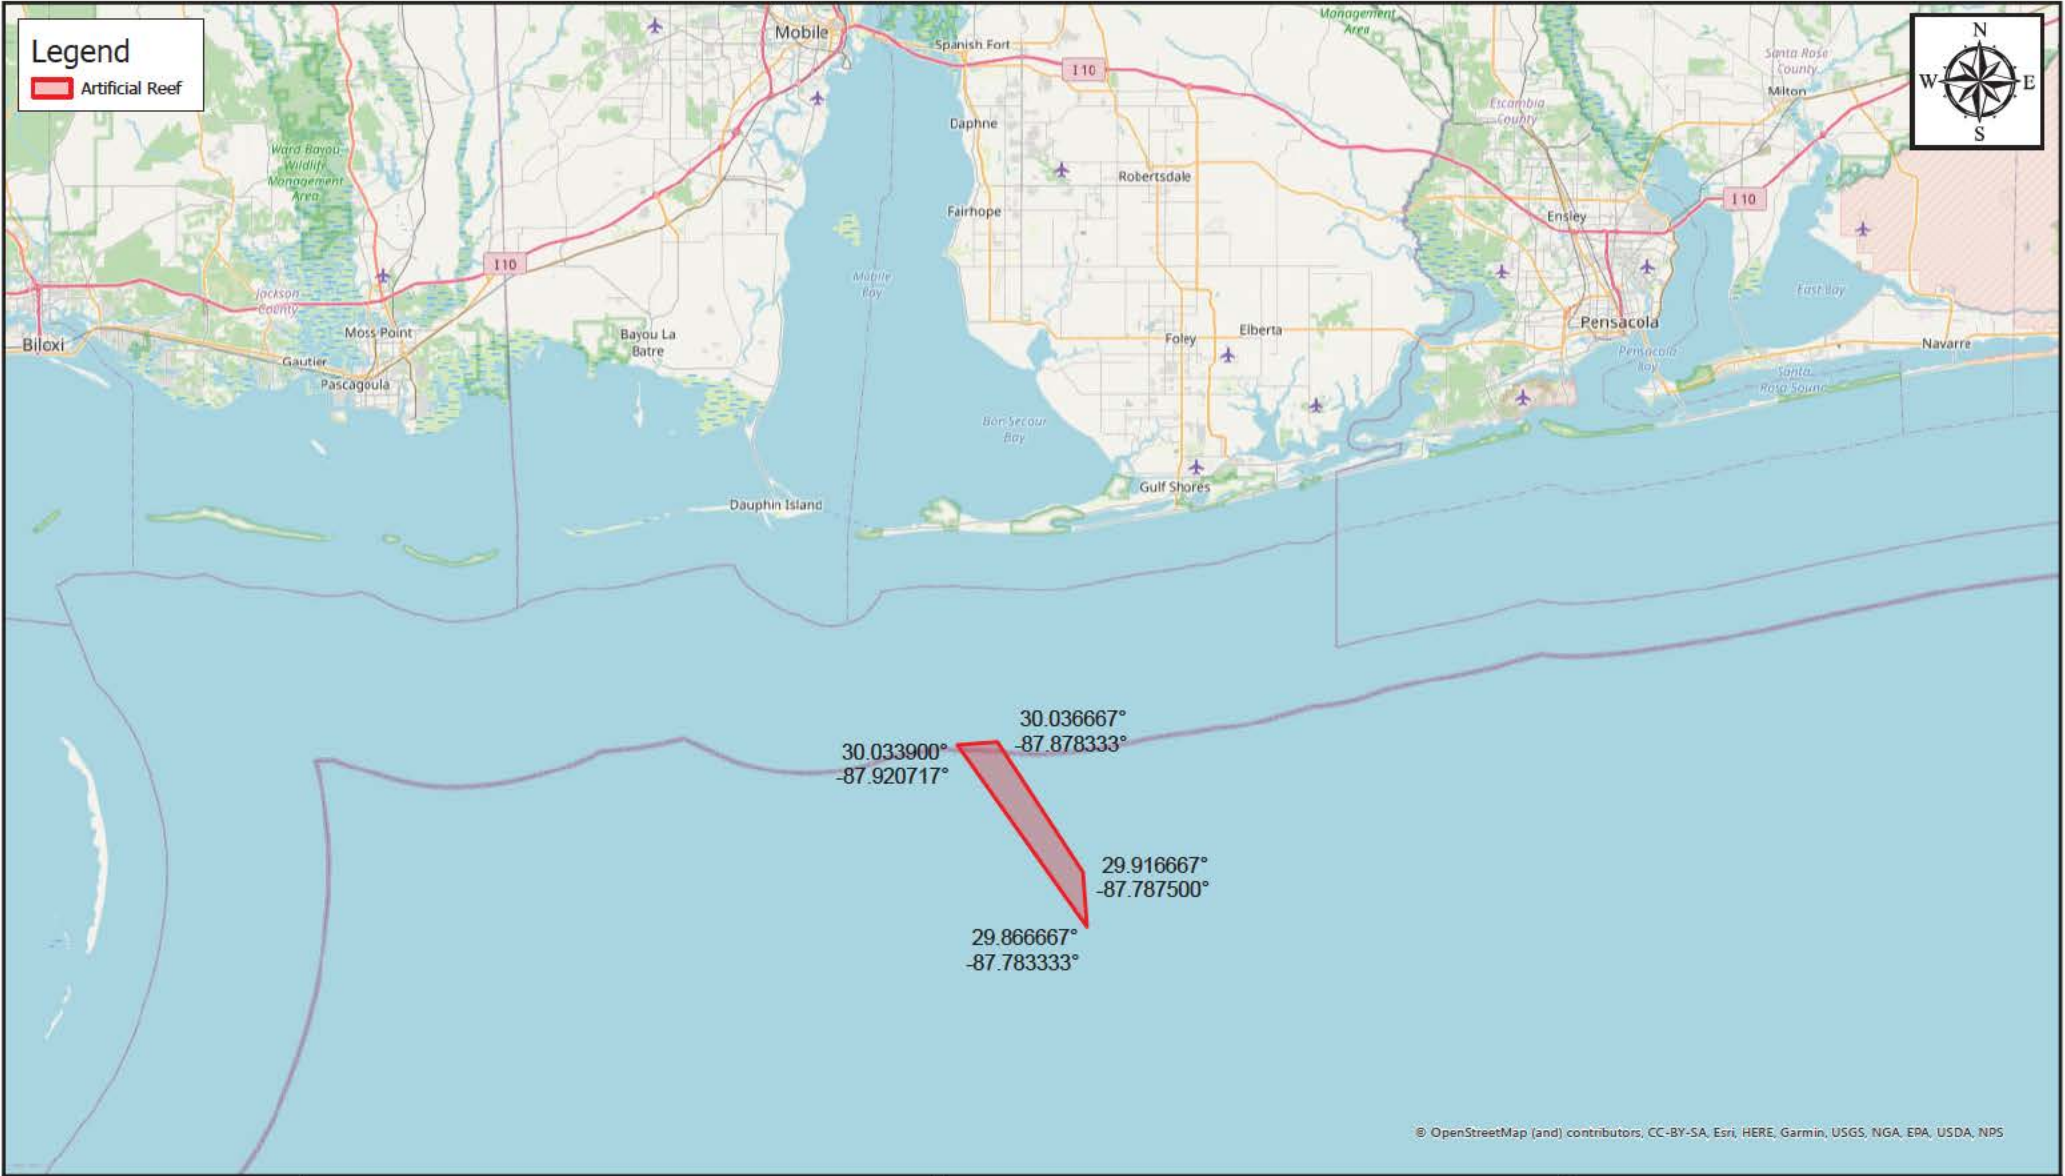 Legend
Artificial Reef
N
W
E
S
Mobile
Spanish Fort
I 10
Management
Area
Santa Rose
County
Milton
Escambia
County
Daphne
Ward Bayou
Wildlife
Management
Area
Robertsdale
I 10
Fairhope
Ensley
I 10
Mobile
Bay
East Bay
Jackson
County
Moss Point
Bayou La
Batre
Foley
Elberta
Pensacola
Biloxi
Gautier
Pascagoula
Pensacola
Bay
Navarre
Santa
Rosa Sound
Bon Secour
Bay
Gulf Shores
Dauphin Island
30.036667°
-87.878333°
30.033900°
-87.920717°
29.916667°
-87.787500°
29.866667°
-87.783333°
© OpenStreetMap (and) contributors, CC-BY-SA, Esri, HERE, Garmin, USGS, NGA, EPA, USDA, NPS